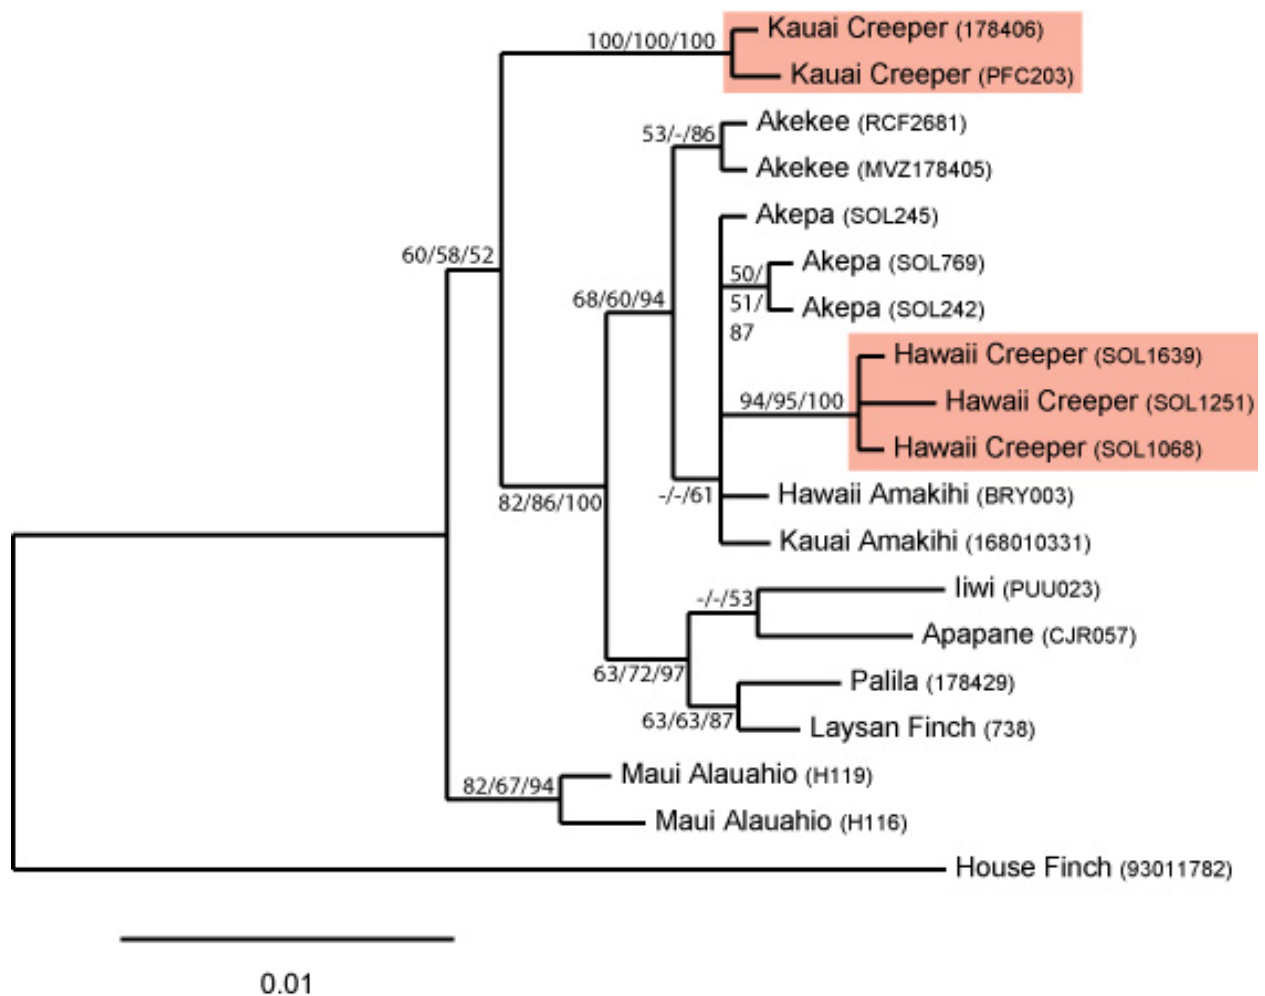 Kauai Creeper (178406)
100/100/100
Kauai Creeper (PFC203)
Akekee (RCF2681)
53/-/86
Akekee (MVZ178405)
Akepa (SOL245)
60/58/52
Akepa (SOL769)
50/
51/
87
68/60/94
Akepa (SOL242)
Hawaii Creeper (SOL1639)
94/95/100
Hawaii Creeper (SOL1251)
Hawaii Creeper (SOL1068)
82/86/100
-/-/61
Hawaii Amakihi (BRY003)
Kauai Amakihi (168010331)
Iiwi (PUU023)
-/-/53
Apapane (CJR057)
63/72/97
Palila (178429)
63/63/87
Laysan Finch (738)
Maui Alauahio (H119)
82/67/94
Maui Alauahio (H116)
House Finch (93011782)
0.01